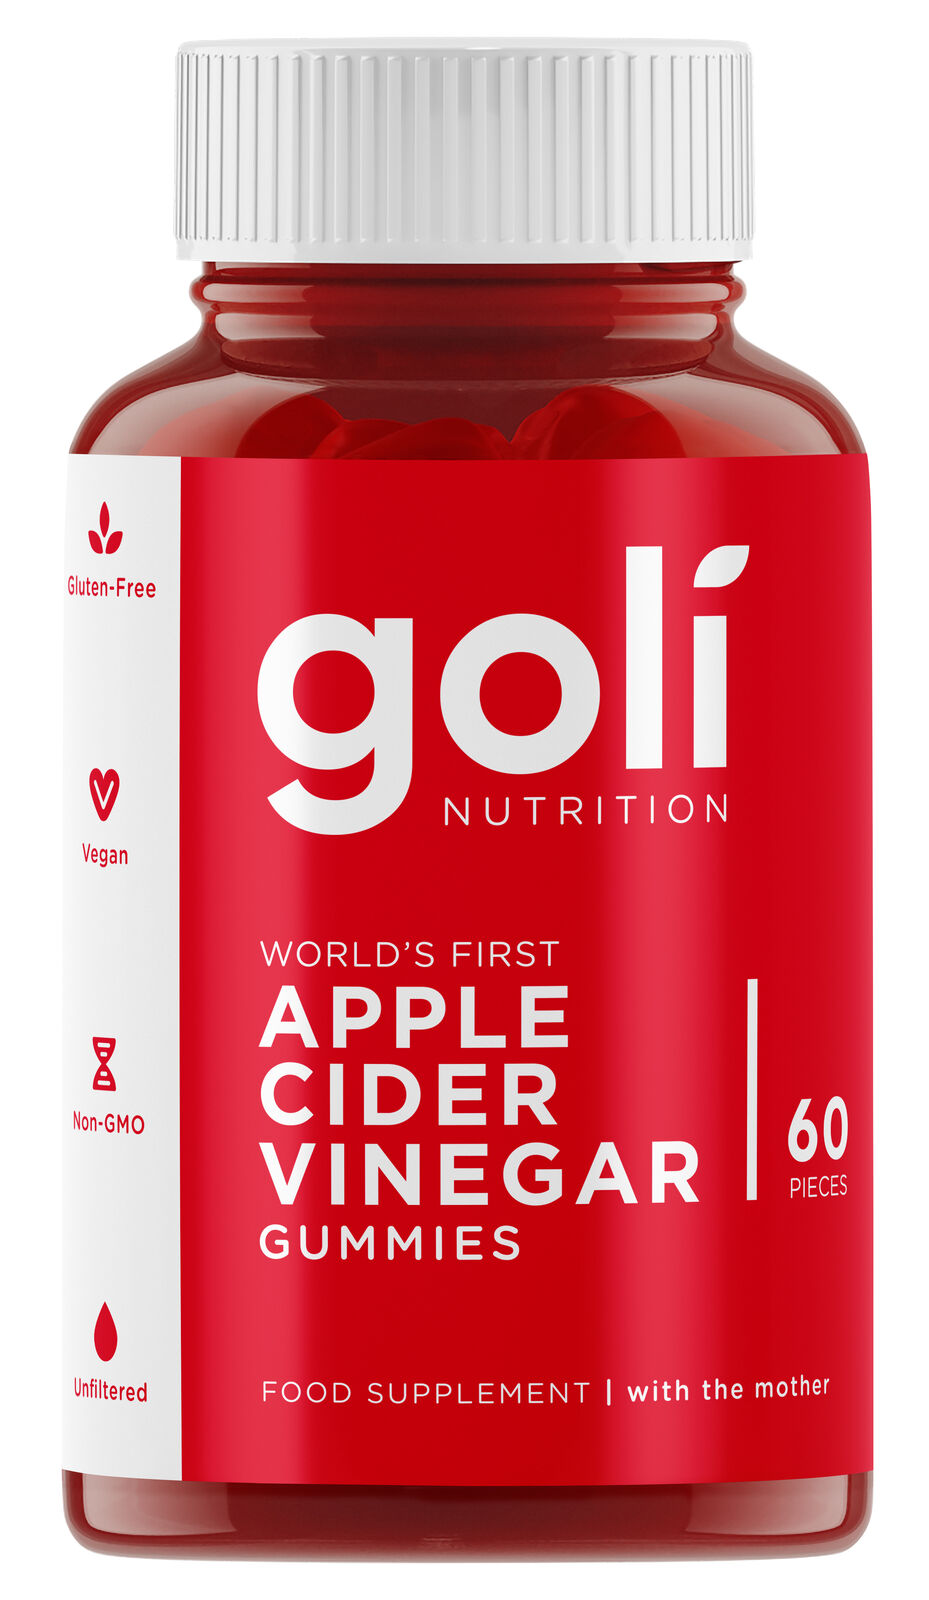 Gluten-Free
Vegan
Non-GMO
Unfiltered
goli
NUTRITION
WORLD'S FIRST
APPLE
CIDER
VINEGAR
GUMMIES
60
PIECES
FOOD SUPPLEMENT | with the mother